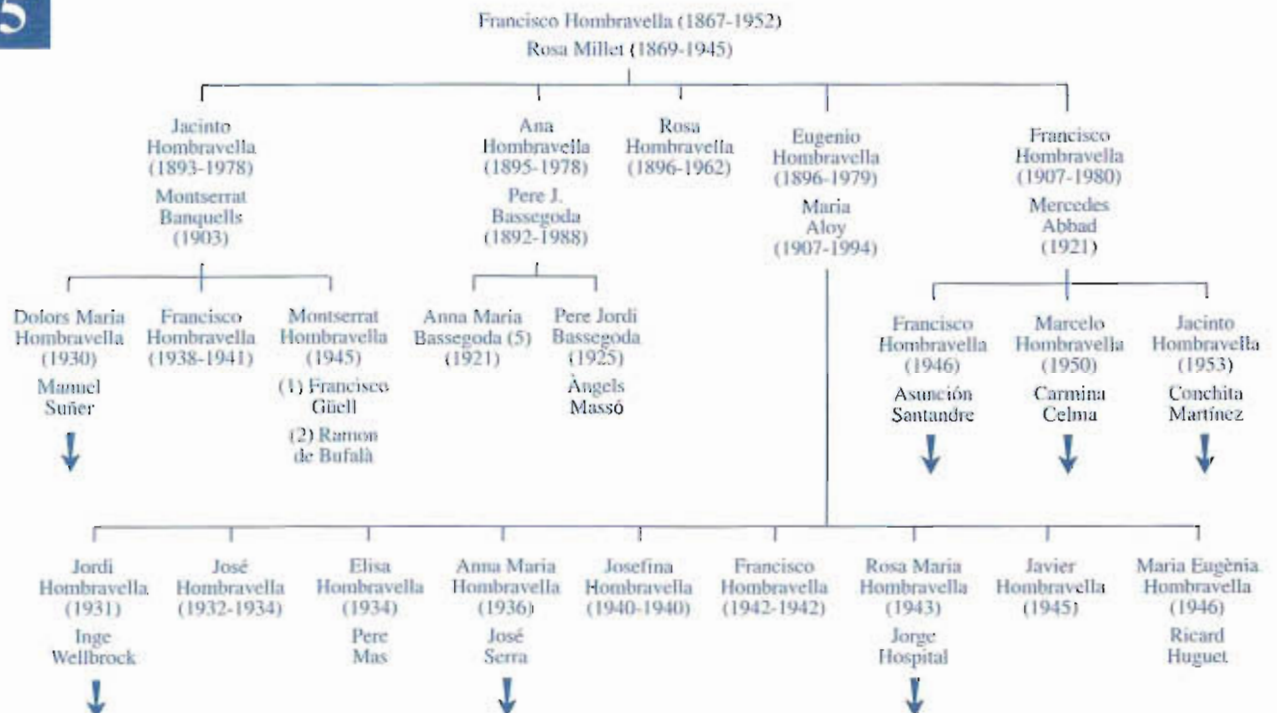 5
Francisco Hombravella (1867-1952)
Rosa Millet (1869-1945)
Jacinto
Hombravella
(1893-1978)
Montserrat
Banquells
(1903)
Ana
Hombravella
(1895-1978)
Pere J.
Bassegoda
(1892-1988)
Rosa
Hombravella
(1896-1962)
Eugenio
Hombravella
(1896-1979)
Maria
Aloy
(1907-1994)
Francisco
Hombravella
(1907-1980)
Mercedes
Abbad
(1921)
Dolors Maria
Hombravella
(1930)
Manuel
Suñer
Francisco
Hombravella
(1938-1941)
Montserrat
Hombravella
(1945)
(1) Francisco
Güell
(2) Ramon
de Bufalà
Anna Maria
Bassegoda (5)
(1921)
Pere Jordi
Bassegoda
(1925)
Àngels
Massó
Francisco
Hombravella
(1946)
Asunción
Santandre
Marcelo
Hombravella
(1950)
Carmina
Celma
Jacinto
Hombravella
(1953)
Conchita
Martínez
Jordi
Hombravella
(1931)
Inge
Wellbrock
José
Hombravella
(1932-1934)
Elisa
Hombravella
(1934)
Pere
Mas
Anna Maria
Hombravella
(1936)
José
Serra
Josefina
Hombravella
(1940-1940)
Francisco
Hombravella
(1942-1942)
Rosa Maria
Hombravella
(1943)
Jorge
Hospital
Javier
Hombravella
(1945)
Maria Eugènia
Hombravella
(1946)
Ricard
Huguet